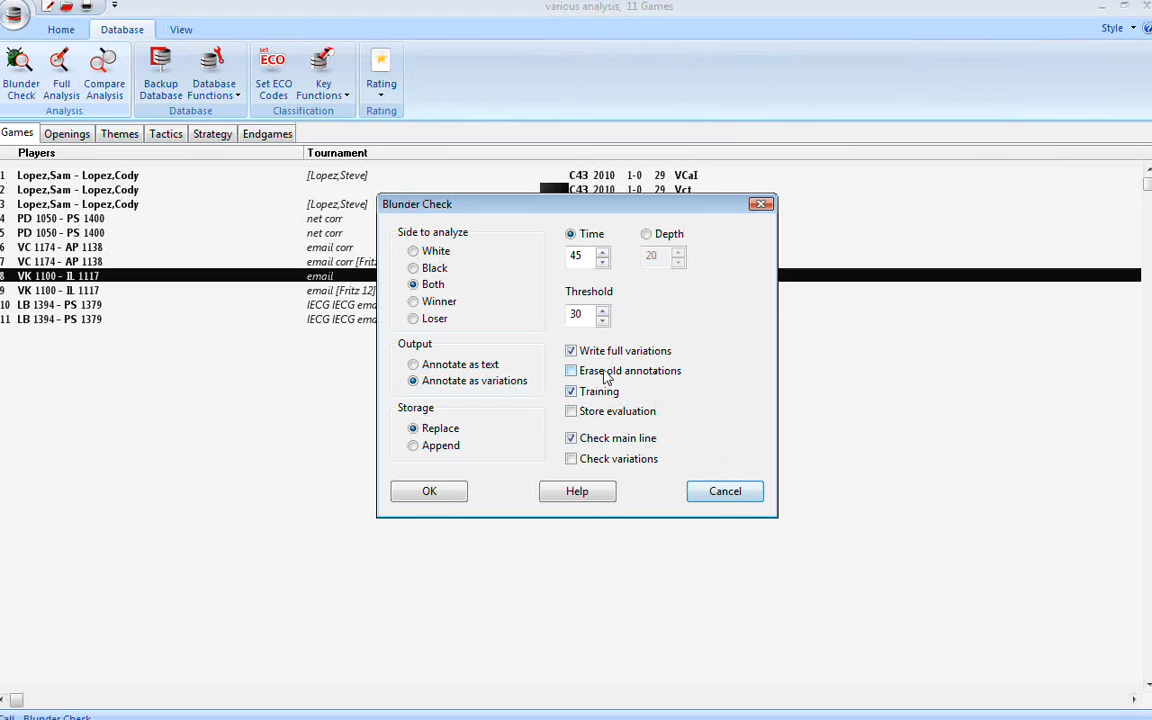 various analysis, 11 Games
Home Database View Style
Blunder Check
Full Analysis
Compare Analysis
Backup Database
Database Functions
set ECO
Set ECO Codes
Key Functions
Rating
Analysis Database Classification Rating
Games Openings Themes Tactics Strategy Endgames
Players Tournament
1 Lopez,Sam - Lopez,Cody [Lopez,Steve] C43 2010 1-0 29 VCaI
2 Lopez,Sam - Lopez,Cody C43 2010 1-0 29 Vct
3 Lopez,Sam - Lopez,Cody [Lopez,Steve]
4 PD 1050 - PS 1400 net corr
5 PD 1050 - PS 1400 net corr
6 VC 1174 - AP 1138 email corr
7 VC 1174 - AP 1138 email corr [Fritz
8 VK 1100 - IL 1117 email
9 VK 1100 - IL 1117 email [Fritz 12]
10 LB 1394 - PS 1379 IECG IECG ema
11 LB 1394 - PS 1379 IECG IECG ema
Blunder Check
Side to analyze
White
Black
Both
Winner
Loser
Output
Annotate as text
Annotate as variations
Storage
Replace
Append
Time Depth
45 20
Threshold
30
Write full variations
Erase old annotations
Training
Store evaluation
Check main line
Check variations
OK Help Cancel
Blunder Check